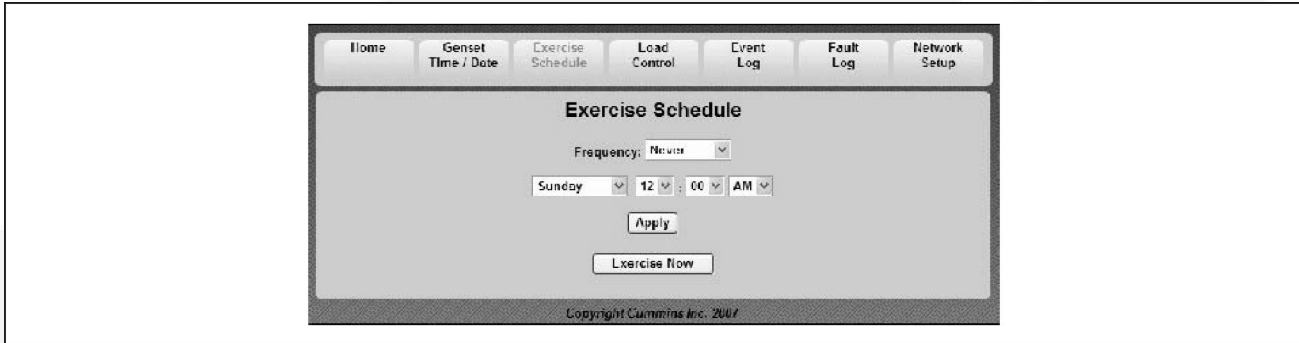 Home Genset Exercise Load Event Fault Network
Time / Date Schedule Control Log Log Setup
Exercise Schedule
Frequency: Never
Sunday 12 : 00 AM
Apply
Exercise Now
Copyright Cummins Inc. 2007